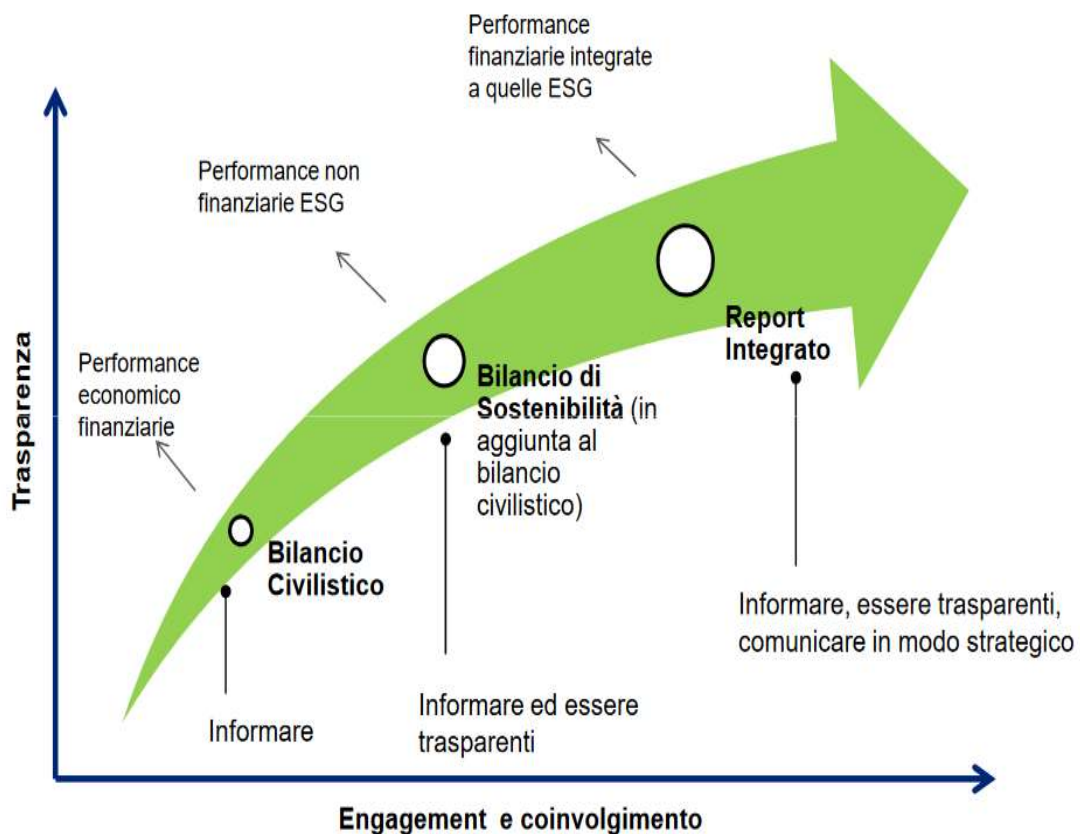 Performance
finanziarie integrate
a quelle ESG
Performance non
finanziarie ESG
Performance
economico
finanziarie
Trasparenza
Report
Integrato
Bilancio di
Sostenibilità (in
aggiunta al
bilancio
civilistico)
Bilancio
Civilistico
Informare, essere trasparenti,
comunicare in modo strategico
Informare ed essere
trasparenti
Informare
Engagement e coinvolgimento